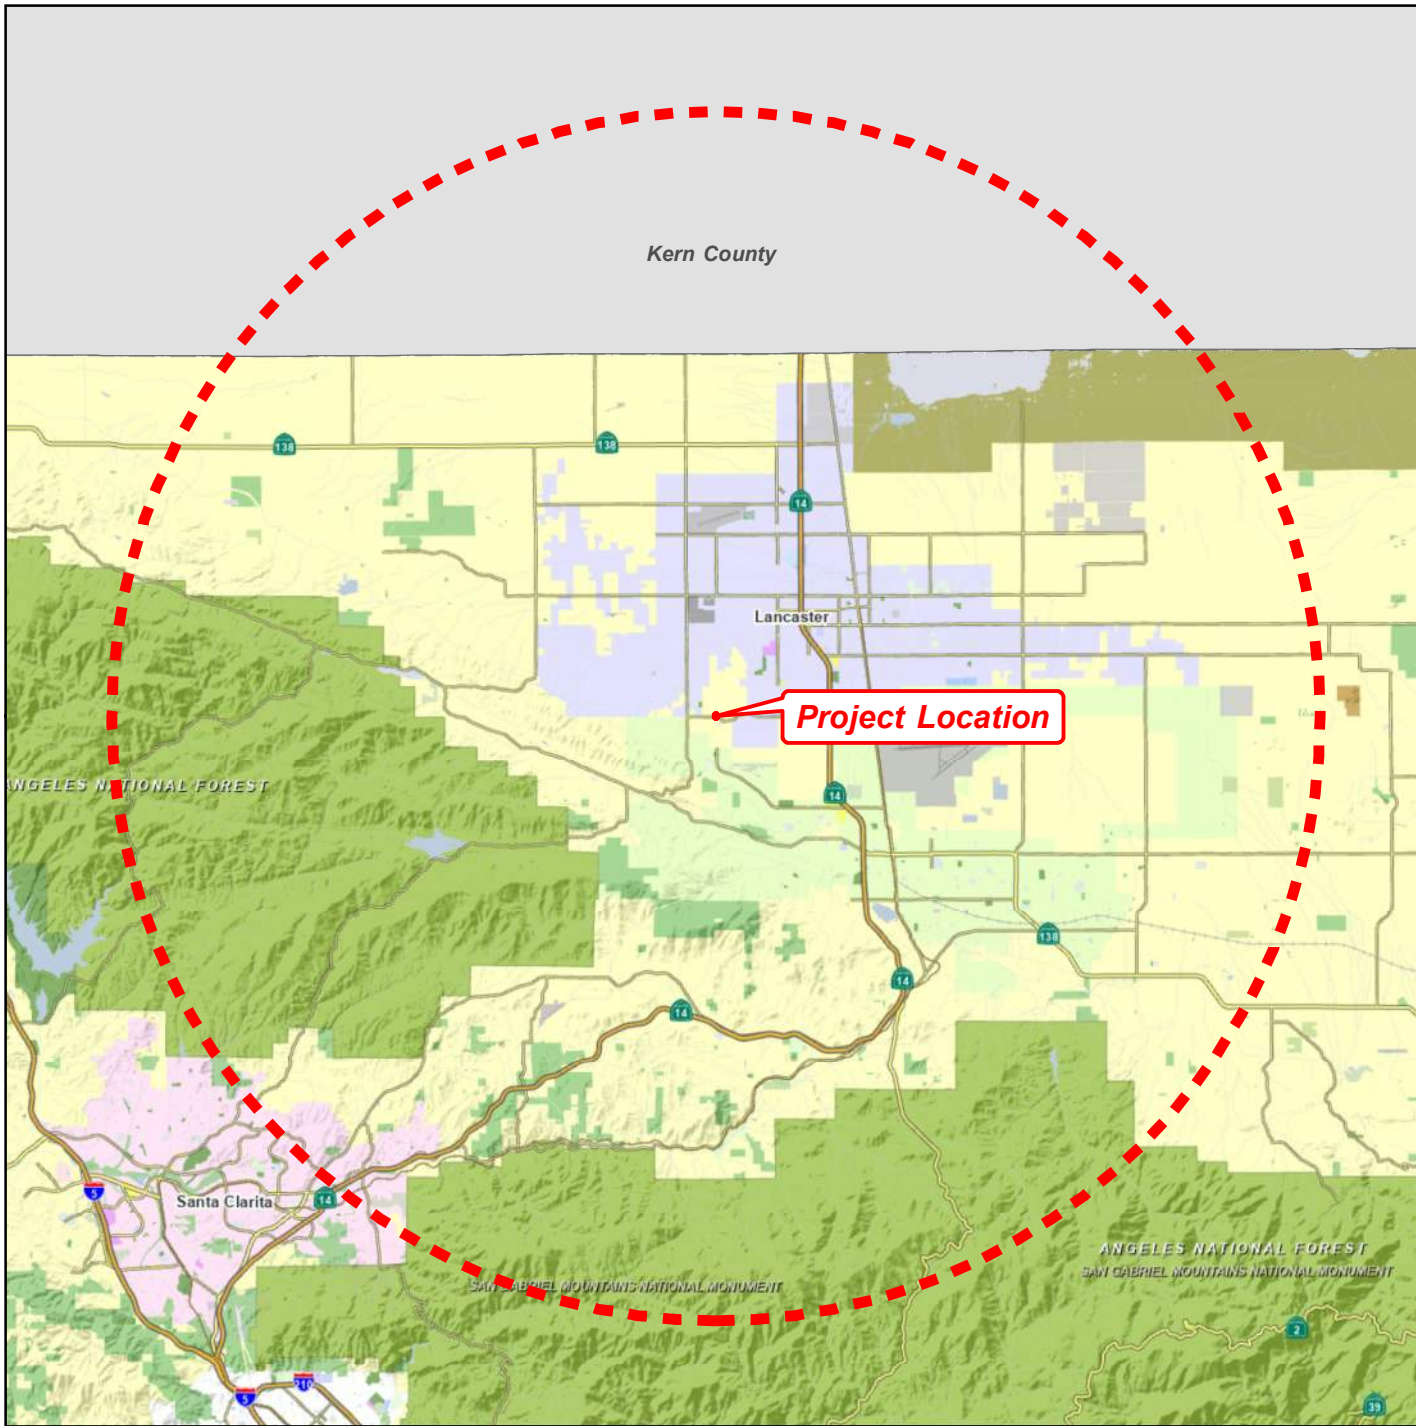 Kern County
138
138
14
Lancaster
Project Location
ANGELES NATIONAL FOREST
14
138
14
14
5
Santa Clarita
14
ANGELES NATIONAL FOREST
SAN GABRIEL MOUNTAINS NATIONAL MONUMENT
SAN GABRIEL MOUNTAINS NATIONAL MONUMENT
2
210
5
39